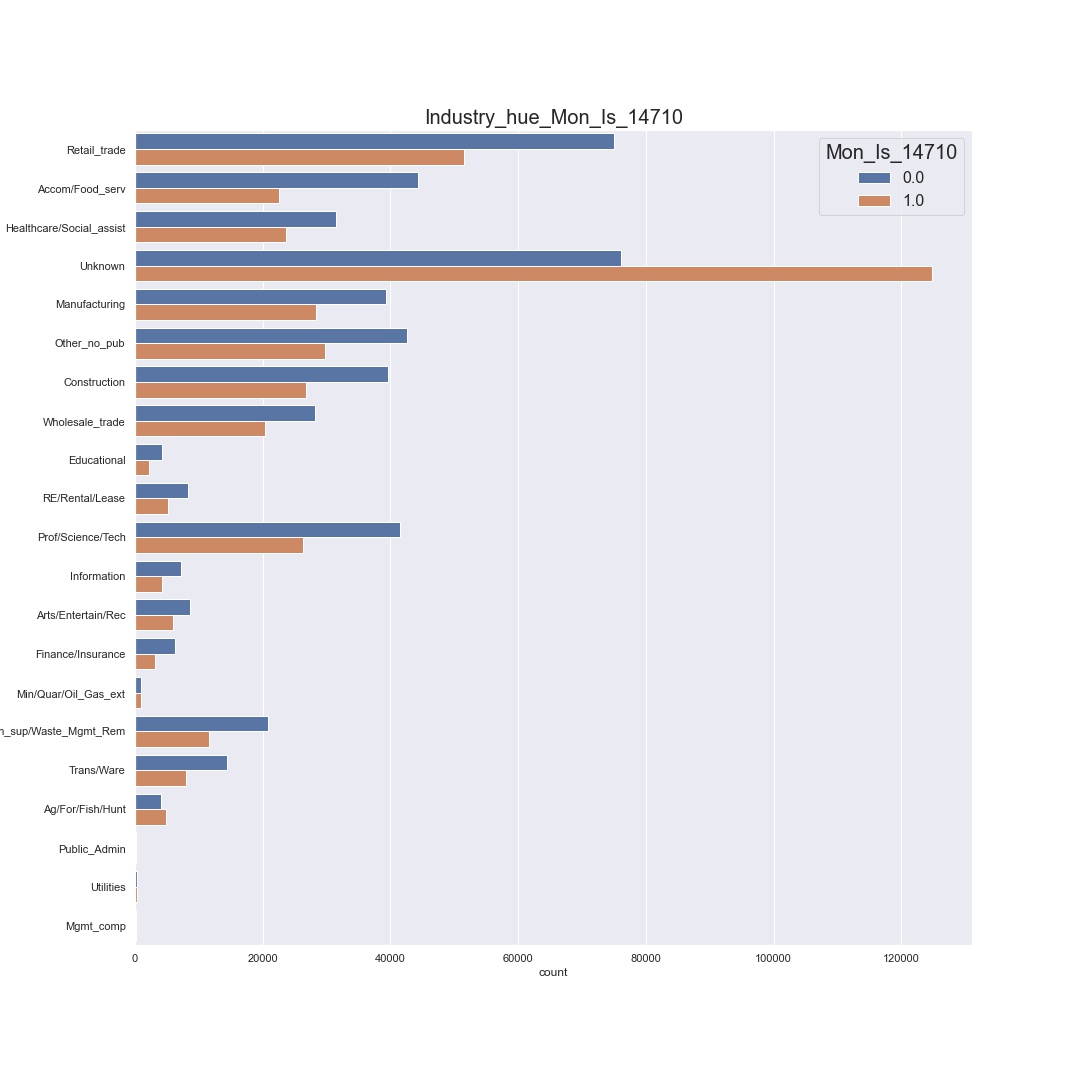 Industry_hue_Mon_Is_14710
Mon_Is_14710
0.0
1.0
Retail_trade
Accom/Food_serv
Healthcare/Social_assist
Unknown
Manufacturing
Other_no_pub
Construction
Wholesale_trade
Educational
RE/Rental/Lease
Prof/Science/Tech
Information
Arts/Entertain/Rec
Finance/Insurance
Min/Quar/Oil_Gas_ext
n_sup/Waste_Mgmt_Rem
Trans/Ware
Ag/For/Fish/Hunt
Public_Admin
Utilities
Mgmt_comp
0 20000 40000 60000 80000 100000 120000
count